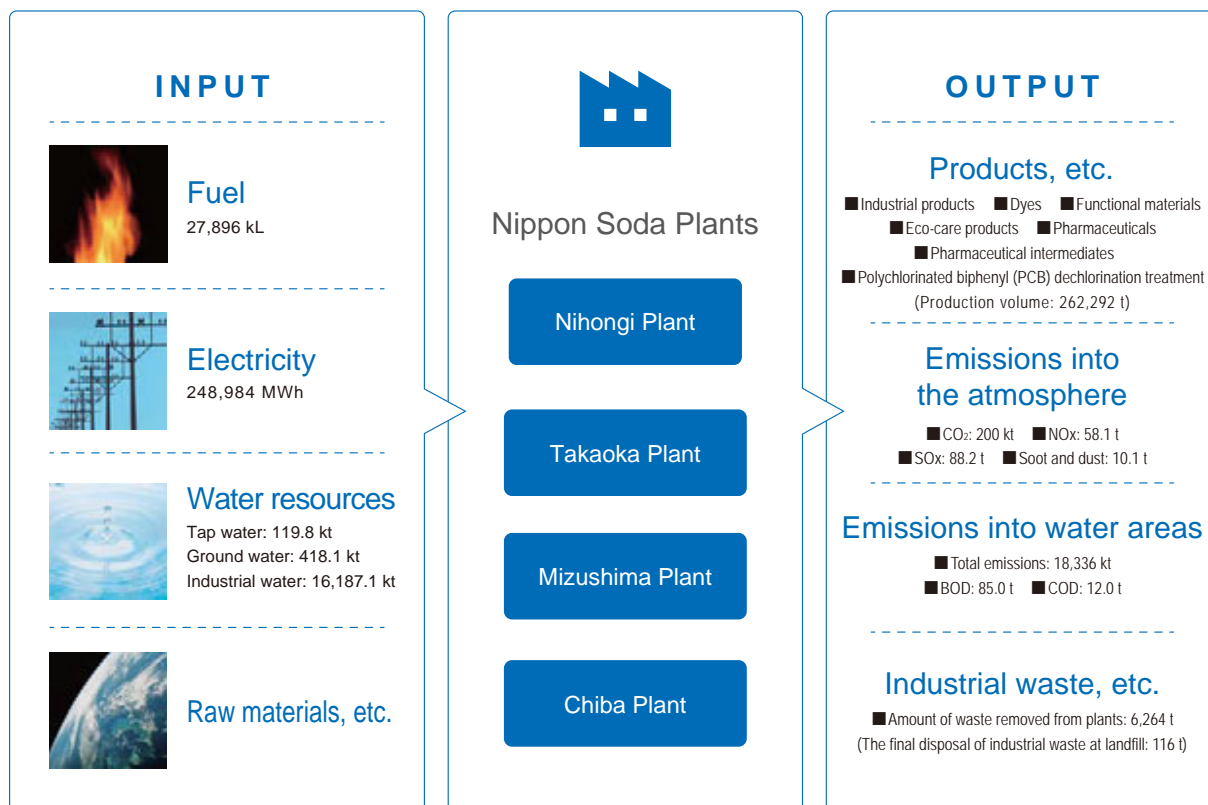 INPUT
Fuel
27,896 kL
Electricity
248,984 MWh
Water resources
Tap water: 119.8 kt
Ground water: 418.1 kt
Industrial water: 16,187.1 kt
Raw materials, etc.
Nippon Soda Plants
Nihongi Plant
Takaoka Plant
Mizushima Plant
Chiba Plant
OUTPUT
Products, etc.
■Industrial products ■Dyes ■Functional materials
■Eco-care products ■Pharmaceuticals
■Pharmaceutical intermediates
■Polychlorinated biphenyl (PCB) dechlorination treatment
(Production volume: 262,292 t)
Emissions into
the atmosphere
■CO₂: 200 kt ■NOx: 58.1 t
■SOx: 88.2 t ■Soot and dust: 10.1 t
Emissions into water areas
■Total emissions: 18,336 kt
■BOD: 85.0 t ■COD: 12.0 t
Industrial waste, etc.
■Amount of waste removed from plants: 6,264 t
(The final disposal of industrial waste at landfill: 116 t)